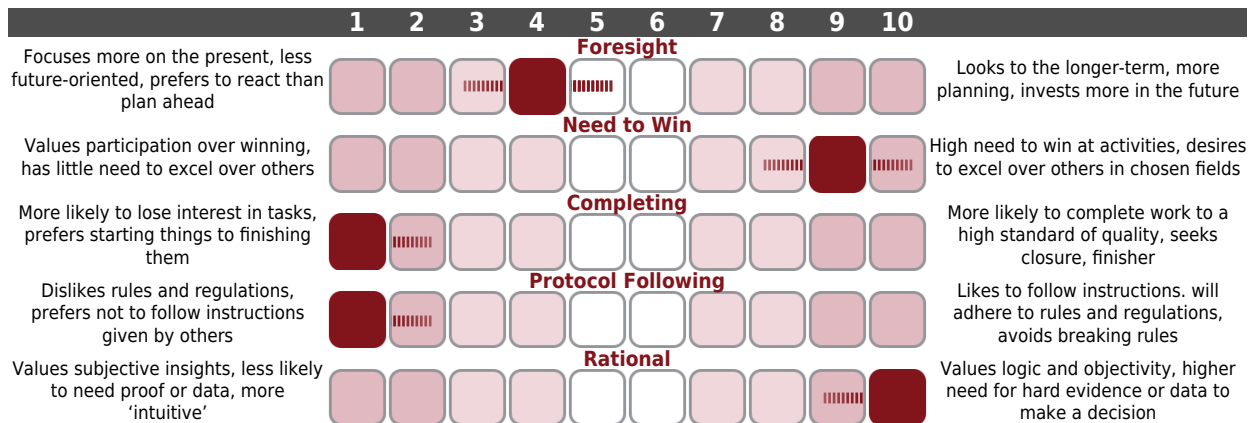 1 2 3 4 5 6 7 8 9 10
Foresight
Focuses more on the present, less
future-oriented, prefers to react than
plan ahead
Looks to the longer-term, more
planning, invests more in the future
Need to Win
Values participation over winning,
has little need to excel over others
High need to win at activities, desires
to excel over others in chosen fields
Completing
More likely to lose interest in tasks,
prefers starting things to finishing
them
More likely to complete work to a
high standard of quality, seeks
closure, finisher
Protocol Following
Dislikes rules and regulations,
prefers not to follow instructions
given by others
Likes to follow instructions. will
adhere to rules and regulations,
avoids breaking rules
Rational
Values subjective insights, less likely
to need proof or data, more
‘intuitive’
Values logic and objectivity, higher
need for hard evidence or data to
make a decision